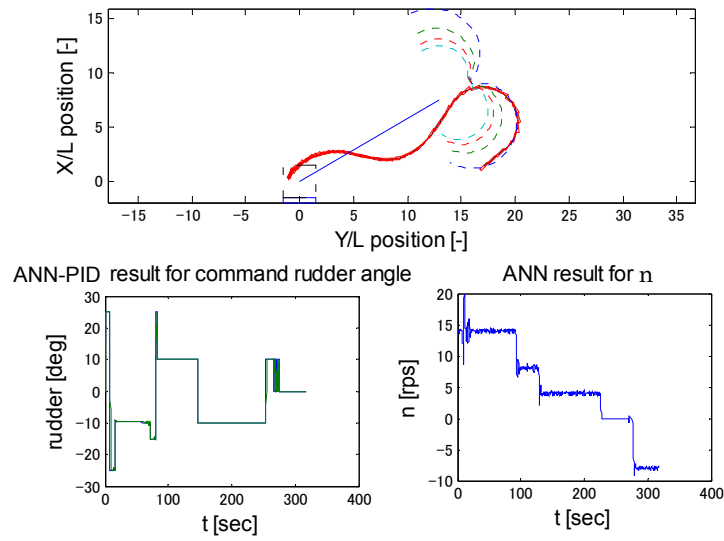 15
10
5
0
X/L position [-]
-15 -10 -5 0 5 10 15 20 25 30 35
Y/L position [-]
ANN-PID result for command rudder angle
30
20
10
0
-10
-20
-30
rudder [deg]
0 100 200 300 400
t [sec]
ANN result for n
20
15
10
5
0
-5
-10
n [rps]
0 100 200 300 400
t [sec]